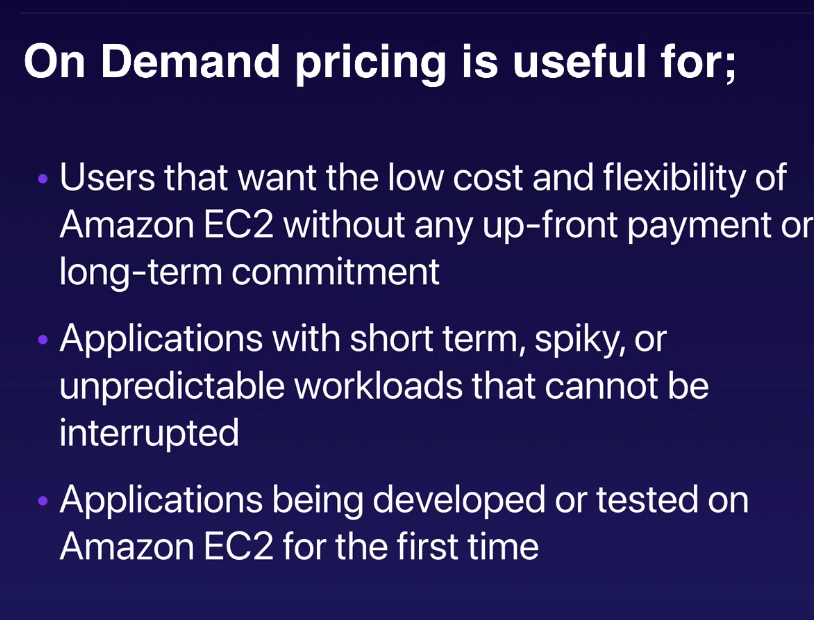 On Demand pricing is useful for;
• Users that want the low cost and flexibility of
Amazon EC2 without any up-front payment or
long-term commitment
• Applications with short term, spiky, or
unpredictable workloads that cannot be
interrupted
• Applications being developed or tested on
Amazon EC2 for the first time